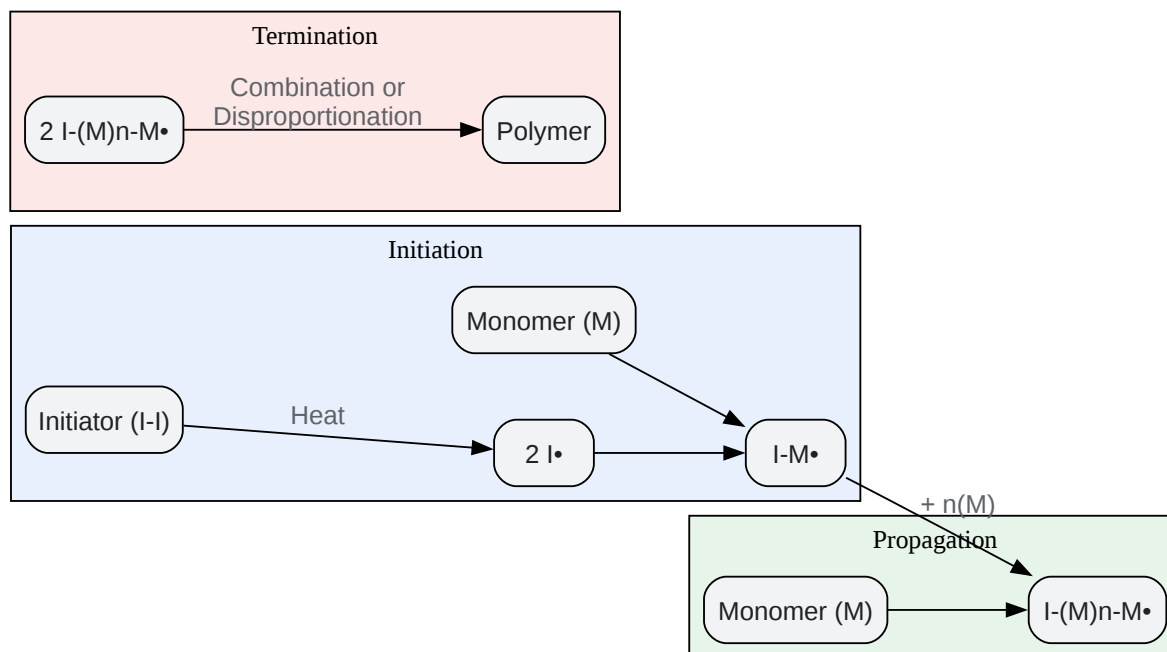 Termination
Combination or
Disproportionation
2 I-(M)n-M•
Polymer
Initiation
Monomer (M)
Initiator (I-I)
Heat
2 I•
I-M•
+ n(M)
Propagation
Monomer (M)
I-(M)n-M•